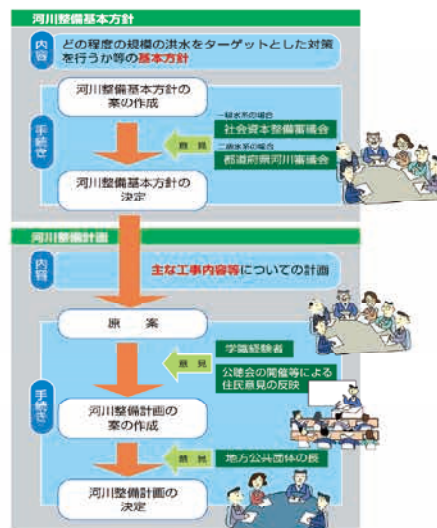 河川整備基本方針
内容
どの程度の規模の洪水をターゲットとした対策
を行うか等の基本方針
手続き
河川整備基本方針の
案の作成
一級水系の場合
社会資本整備審議会
意見
二級水系の場合
都道府県河川審議会
河川整備基本方針の
決定
河川整備計画
内容
主な工事内容等についての計画
手続き
原案
学識経験者
意見
公聴会の開催等による
住民意見の反映
河川整備計画の
案の作成
意見
地方公共団体の長
河川整備計画の
決定